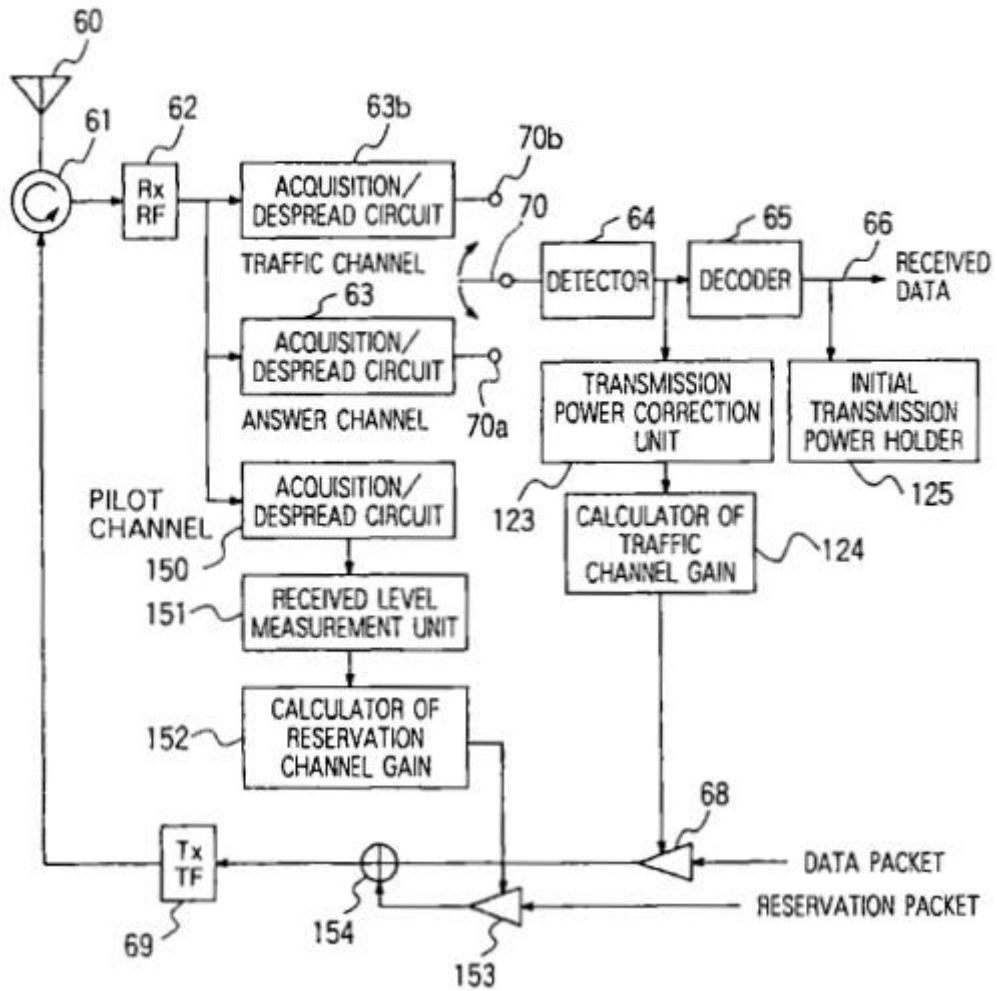 60
61
62
Rx
RF
63b
ACQUISITION/
DESPREAD CIRCUIT
TRAFFIC CHANNEL
70b
70
64
DETECTOR
65
DECODER
66
RECEIVED
DATA
63
ACQUISITION/
DESPREAD CIRCUIT
ANSWER CHANNEL
70a
TRANSMISSION
POWER CORRECTION
UNIT
123
INITIAL
TRANSMISSION
POWER HOLDER
125
PILOT
CHANNEL
ACQUISITION/
DESPREAD CIRCUIT
150
CALCULATOR OF
TRAFFIC
CHANNEL GAIN
124
151
RECEIVED LEVEL
MEASUREMENT UNIT
152
CALCULATOR OF
RESERVATION
CHANNEL GAIN
68
Tx
TF
69
154
153
DATA PACKET
RESERVATION PACKET